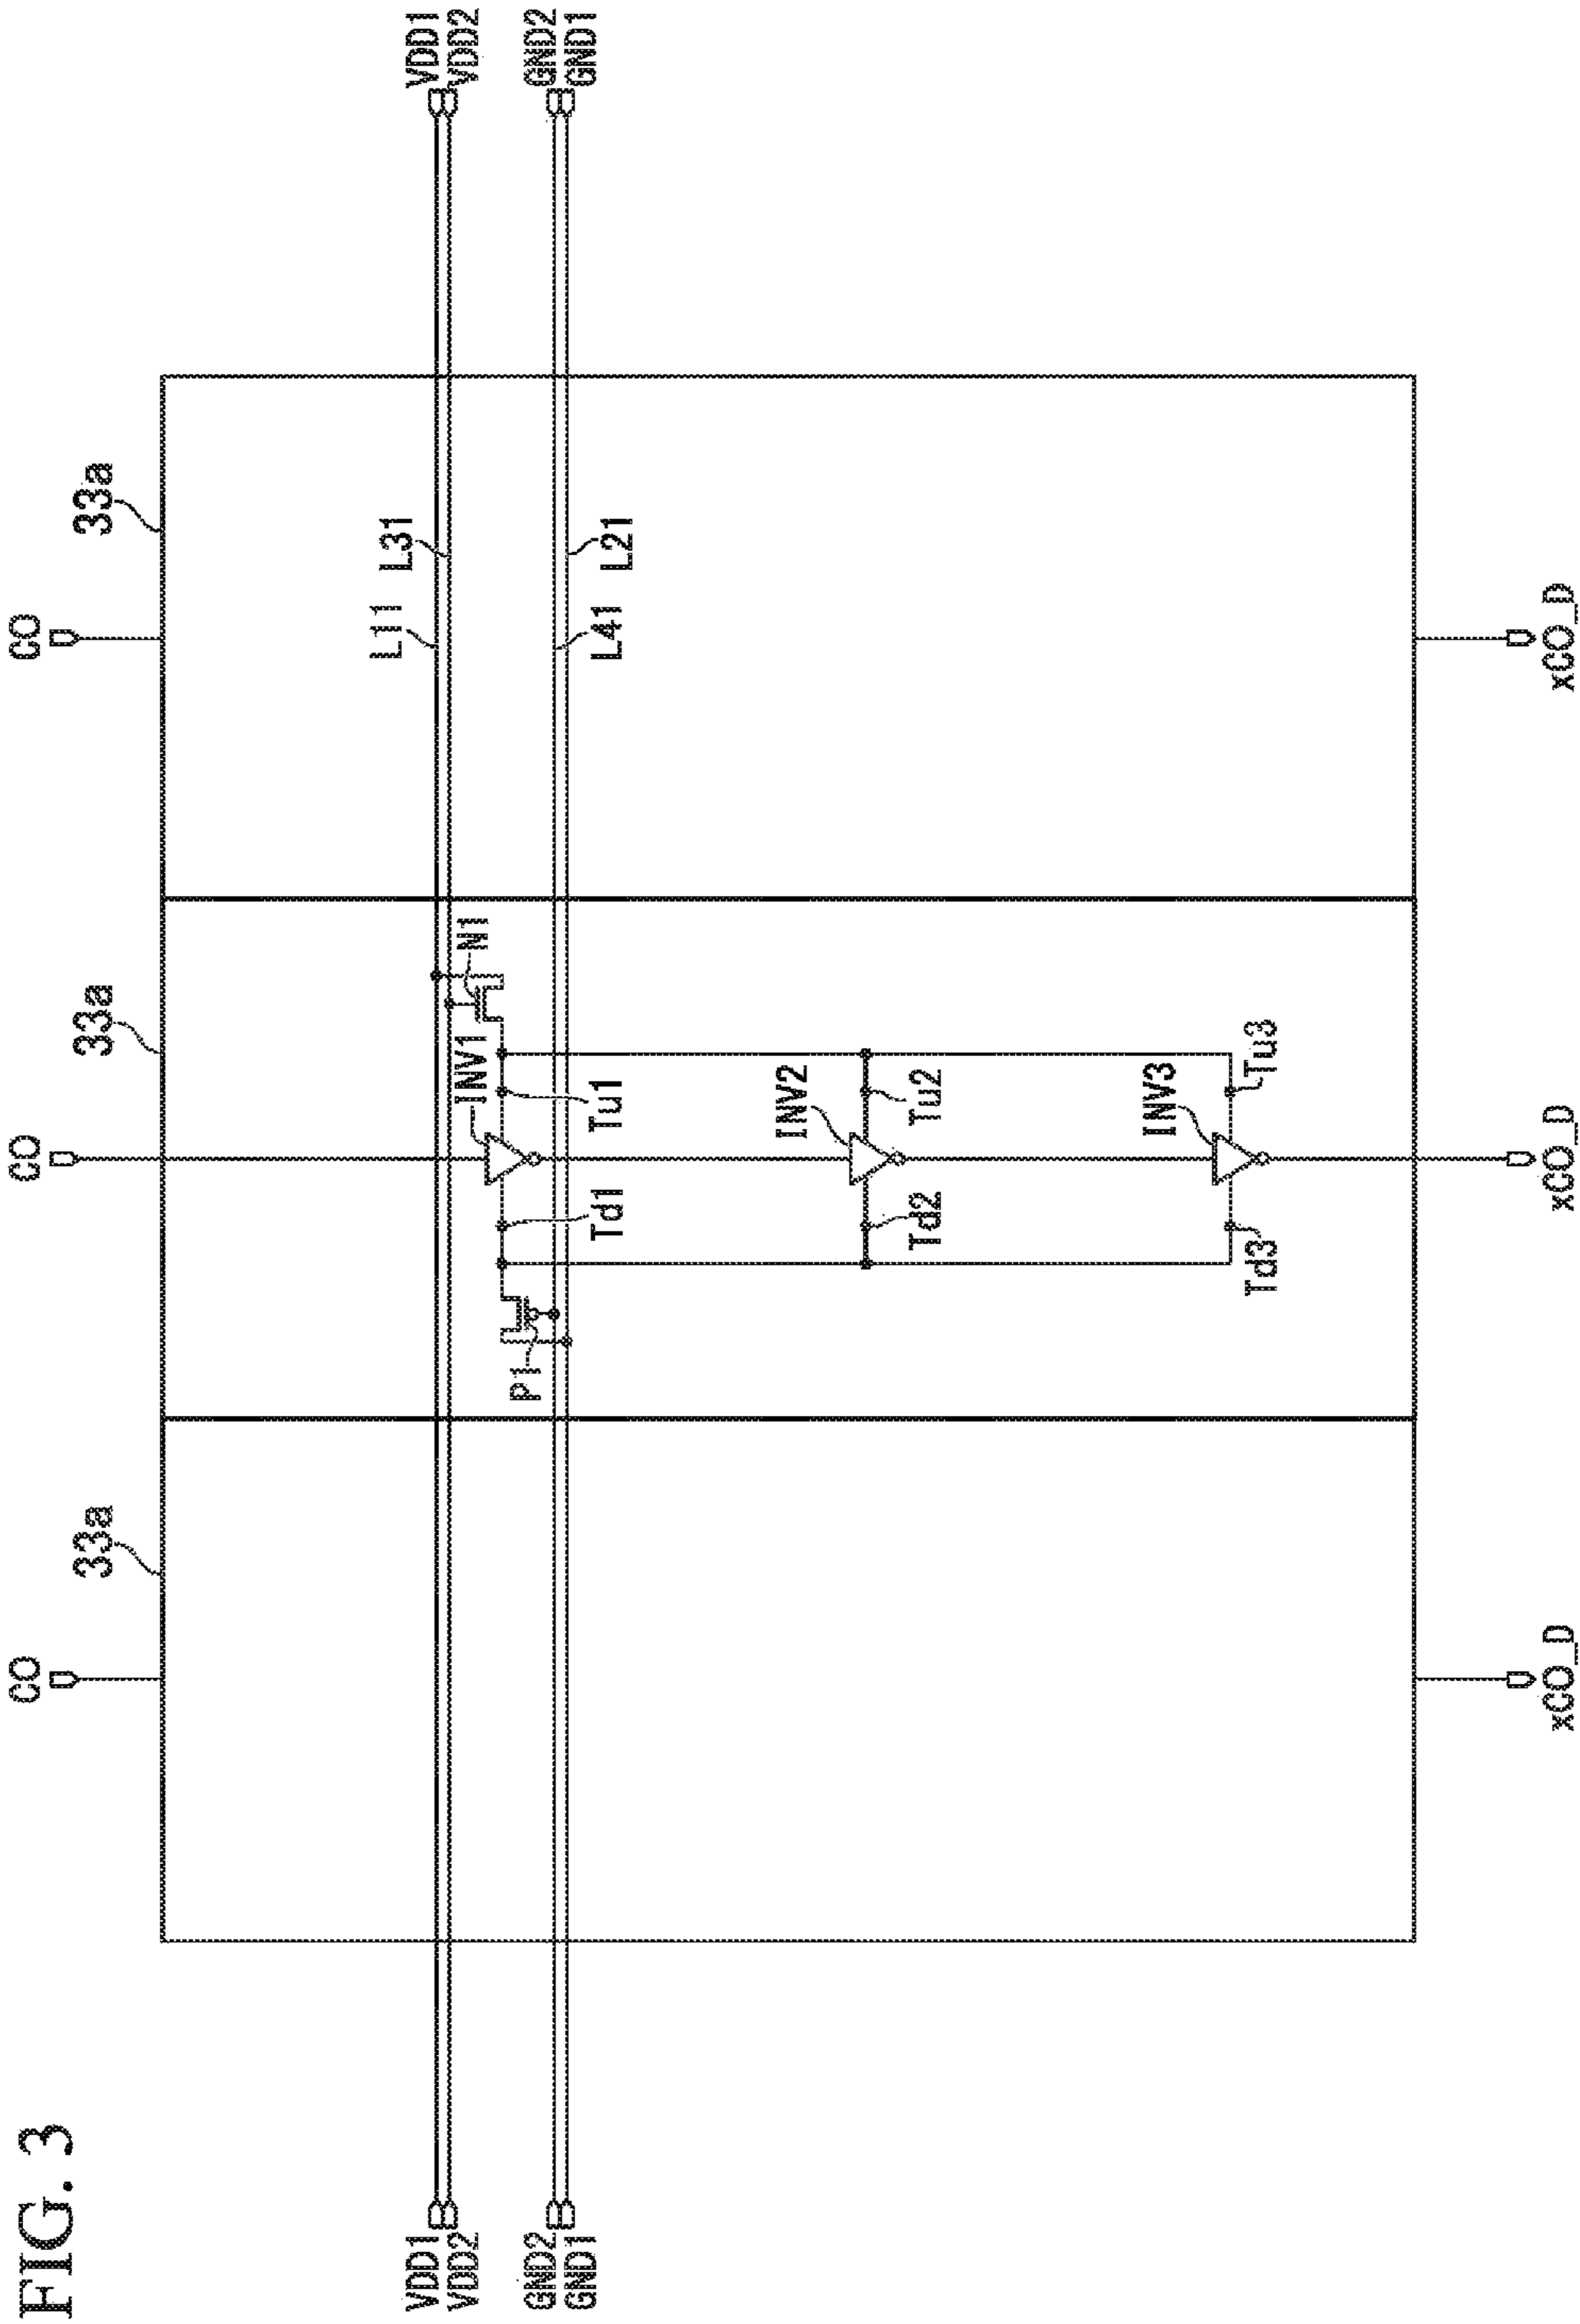 FIG. 3
VDD1
VDD2
GND2
GND1
CO
CO
CO
33a
33a
33a
VDD1
VDD2
GND2
GND1
L11
L31
L41
L21
P1
N1
INV1
Td1
Tu1
INV2
Td2
Tu2
INV3
Td3
Tu3
xCO_D
xCO_D
xCO_D